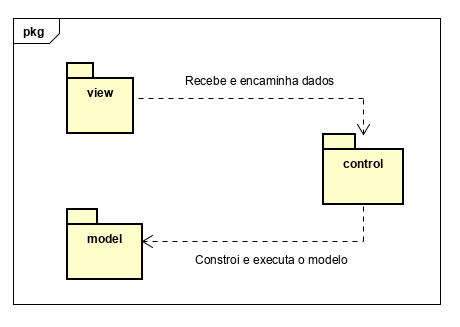 pkg
view
Recebe e encaminha dados
control
model
Constroi e executa o modelo